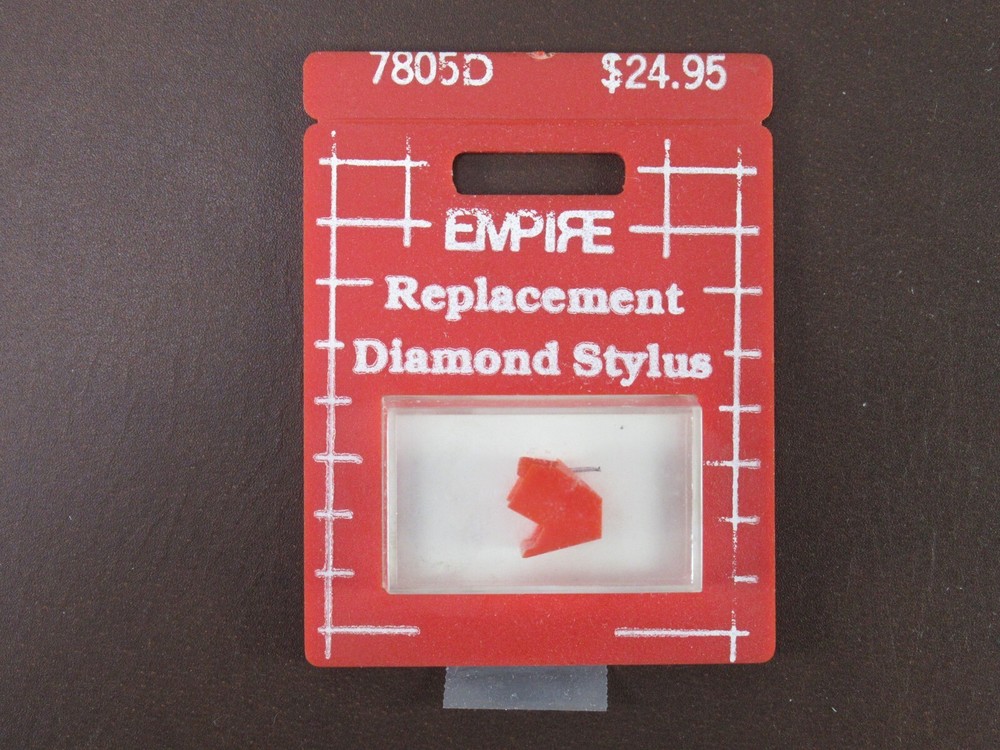 7805D $24.95
EMPIRE
Replacement
Diamond Stylus